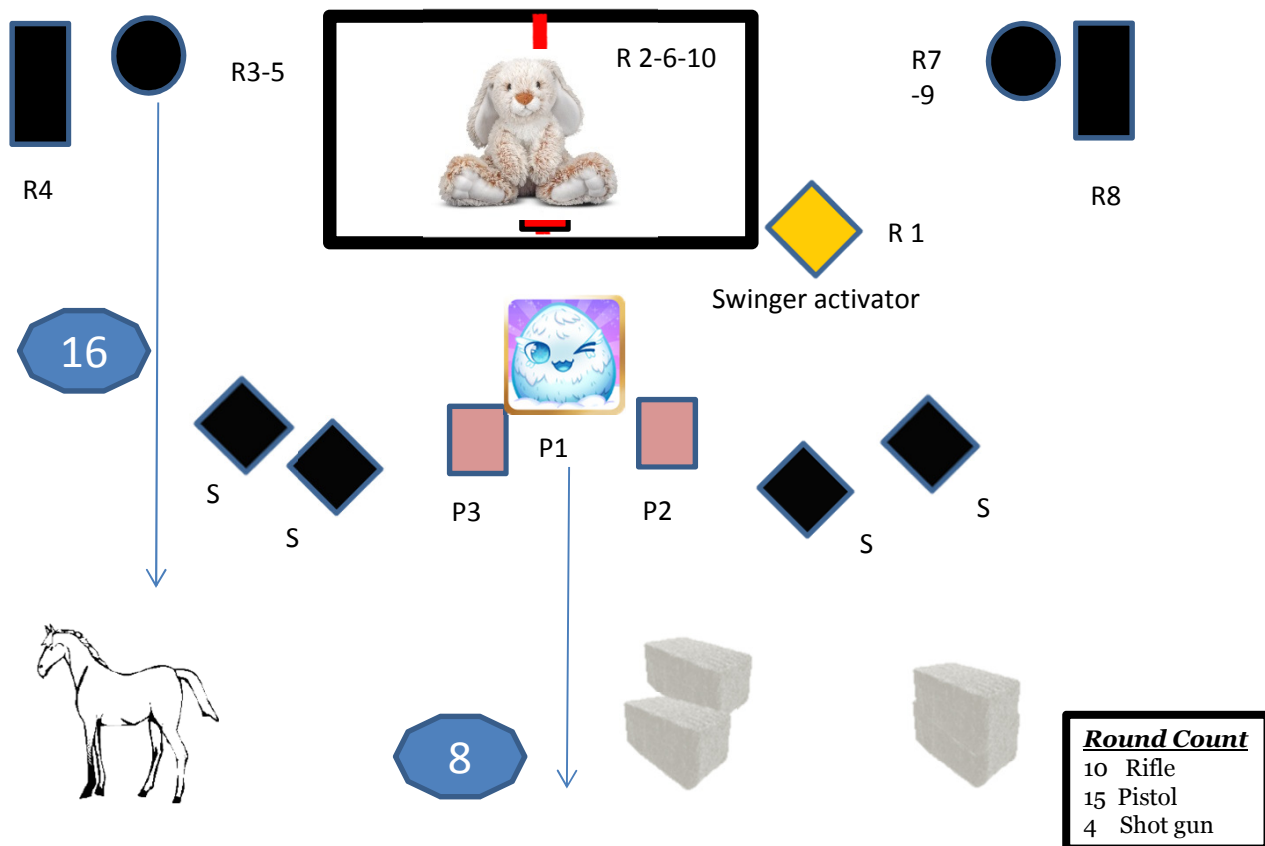 R3-5
R 2-6-10
R7
-9
R4
R8
R 1
Swinger activator
16
P1
S
P3
P2
S
S
S
8
Round Count
10 Rifle
15 Pistol
4 Shot gun